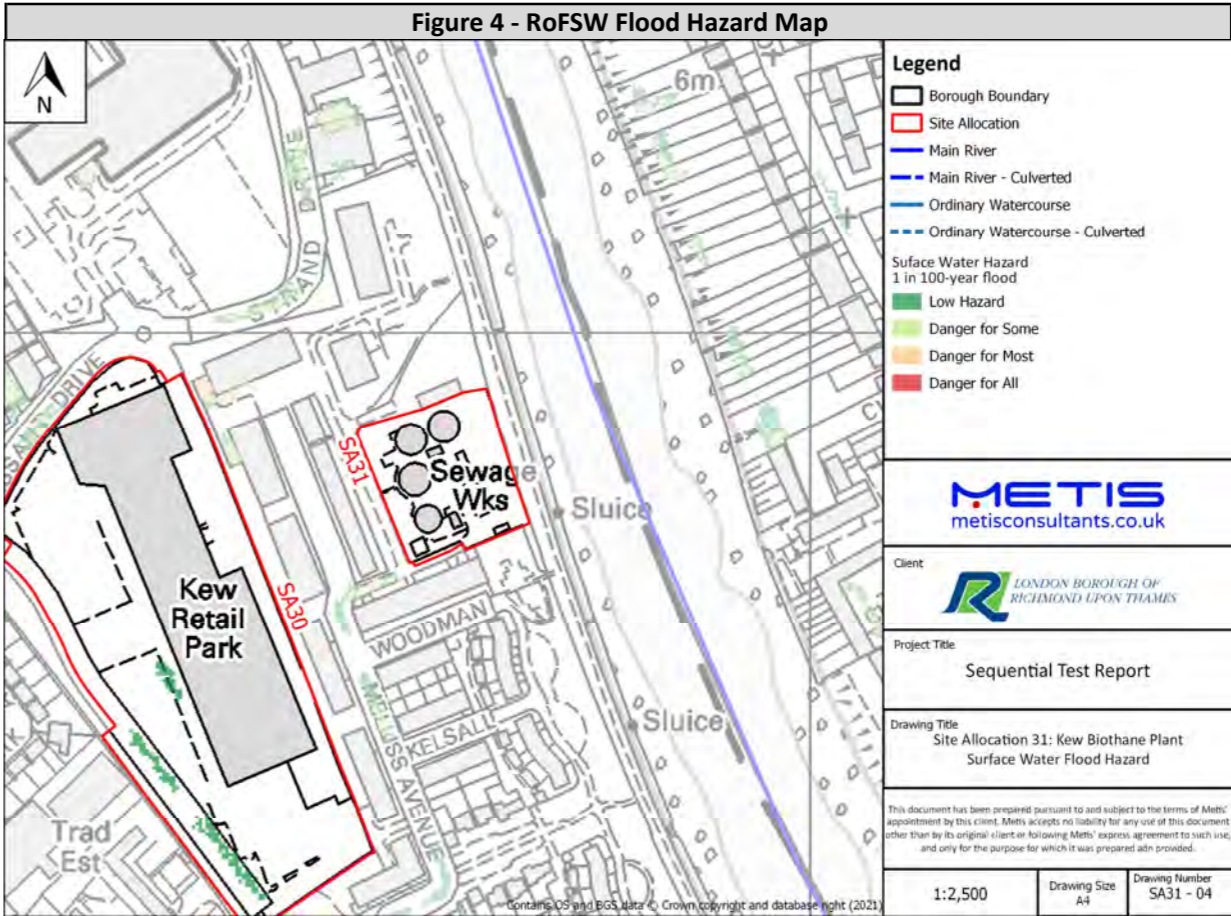 Figure 4 - RoFSW Flood Hazard Map
N
6m
STRAND DRIVE
DRIVE
SA31
Sewage
Wks
Sluice
Kew
Retail
Park
SA30
WOODMAN
MELLISS AVENUE
KELSALL
Sluice
Trad
Est
Contains OS and BGS data © Crown copyright and database right (2021)
Legend
Borough Boundary
Site Allocation
Main River
Main River - Culverted
Ordinary Watercourse
Ordinary Watercourse - Culverted
Suface Water Hazard
1 in 100-year flood
Low Hazard
Danger for Some
Danger for Most
Danger for All
METIS
metisconsultants.co.uk
Client
LONDON BOROUGH OF
RICHMOND UPON THAMES
Project Title
Sequential Test Report
Drawing Title
Site Allocation 31: Kew Biothane Plant
Surface Water Flood Hazard
This document has been prepared pursuant to and subject to the terms of Metis'
appointment by this client. Metis accepts no liability for any use of this document
other than by its original client or following Metis' express agreement to such use,
and only for the purpose for which it was prepared adn provided.
1:2,500
Drawing Size
A4
Drawing Number
SA31 - 04